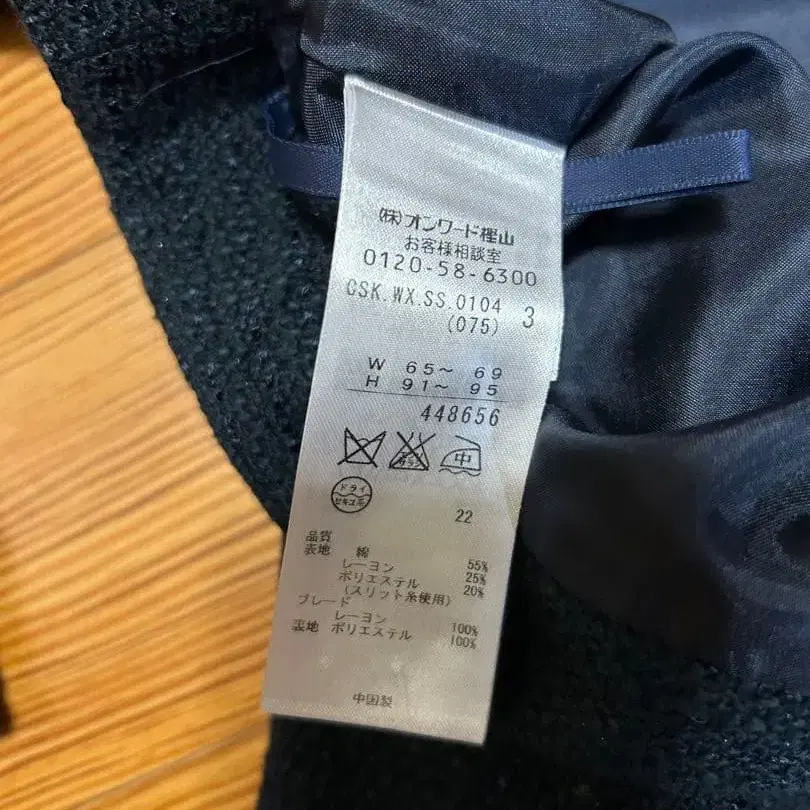 (株)オンワード樫山
お客様相談室
0120-58-6300
CSK.WX.SS.0104 3
(075)
W 65～ 69
H 91～ 95
448656
中
ドライ
セキユ系
22
品質
表地 綿 55%
レーヨン 25%
ポリエステル 20%
(スリット糸使用)
ブレード
レーヨン 100%
裏地 ポリエステル 100%
中国製